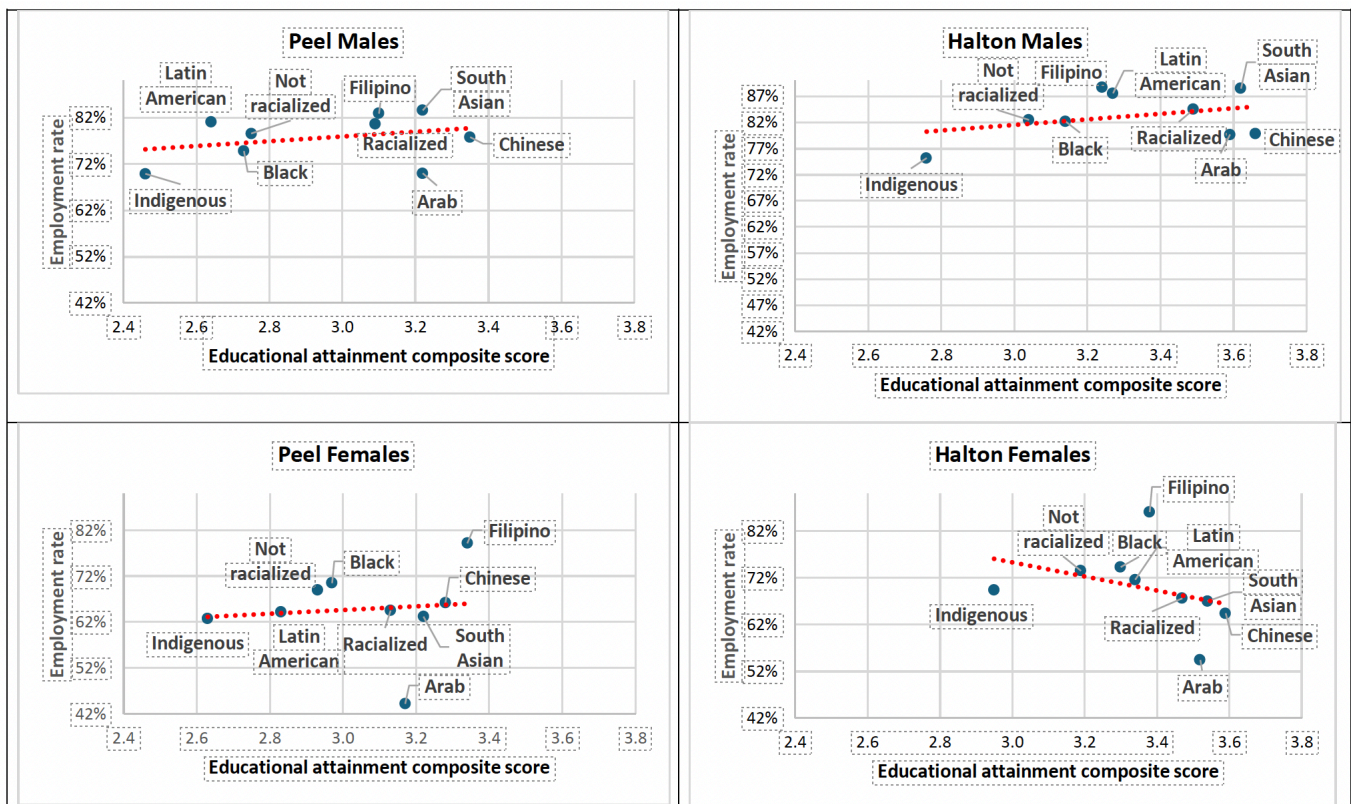 Peel Males
Latin
American
Not
racialized
Filipino
South
Asian
Racialized
Chinese
Black
Indigenous
Arab
Employment rate
82%
72%
62%
52%
42%
2.4 2.6 2.8 3.0 3.2 3.4 3.6 3.8
Educational attainment composite score
Halton Males
Not
racialized
Filipino
Latin
American
South
Asian
Racialized
Chinese
Black
Arab
Indigenous
Employment rate
87%
82%
77%
72%
67%
62%
57%
52%
47%
42%
2.4 2.6 2.8 3.0 3.2 3.4 3.6 3.8
Educational attainment composite score
Peel Females
Filipino
Not
racialized
Black
Chinese
Indigenous
Latin
American
Racialized
South
Asian
Arab
Employment rate
82%
72%
62%
52%
42%
2.4 2.6 2.8 3.0 3.2 3.4 3.6 3.8
Educational attainment composite score
Halton Females
Filipino
Not
racialized
Black
Latin
American
South
Asian
Indigenous
Racialized
Chinese
Arab
Employment rate
82%
72%
62%
52%
42%
2.4 2.6 2.8 3.0 3.2 3.4 3.6 3.8
Educational attainment composite score